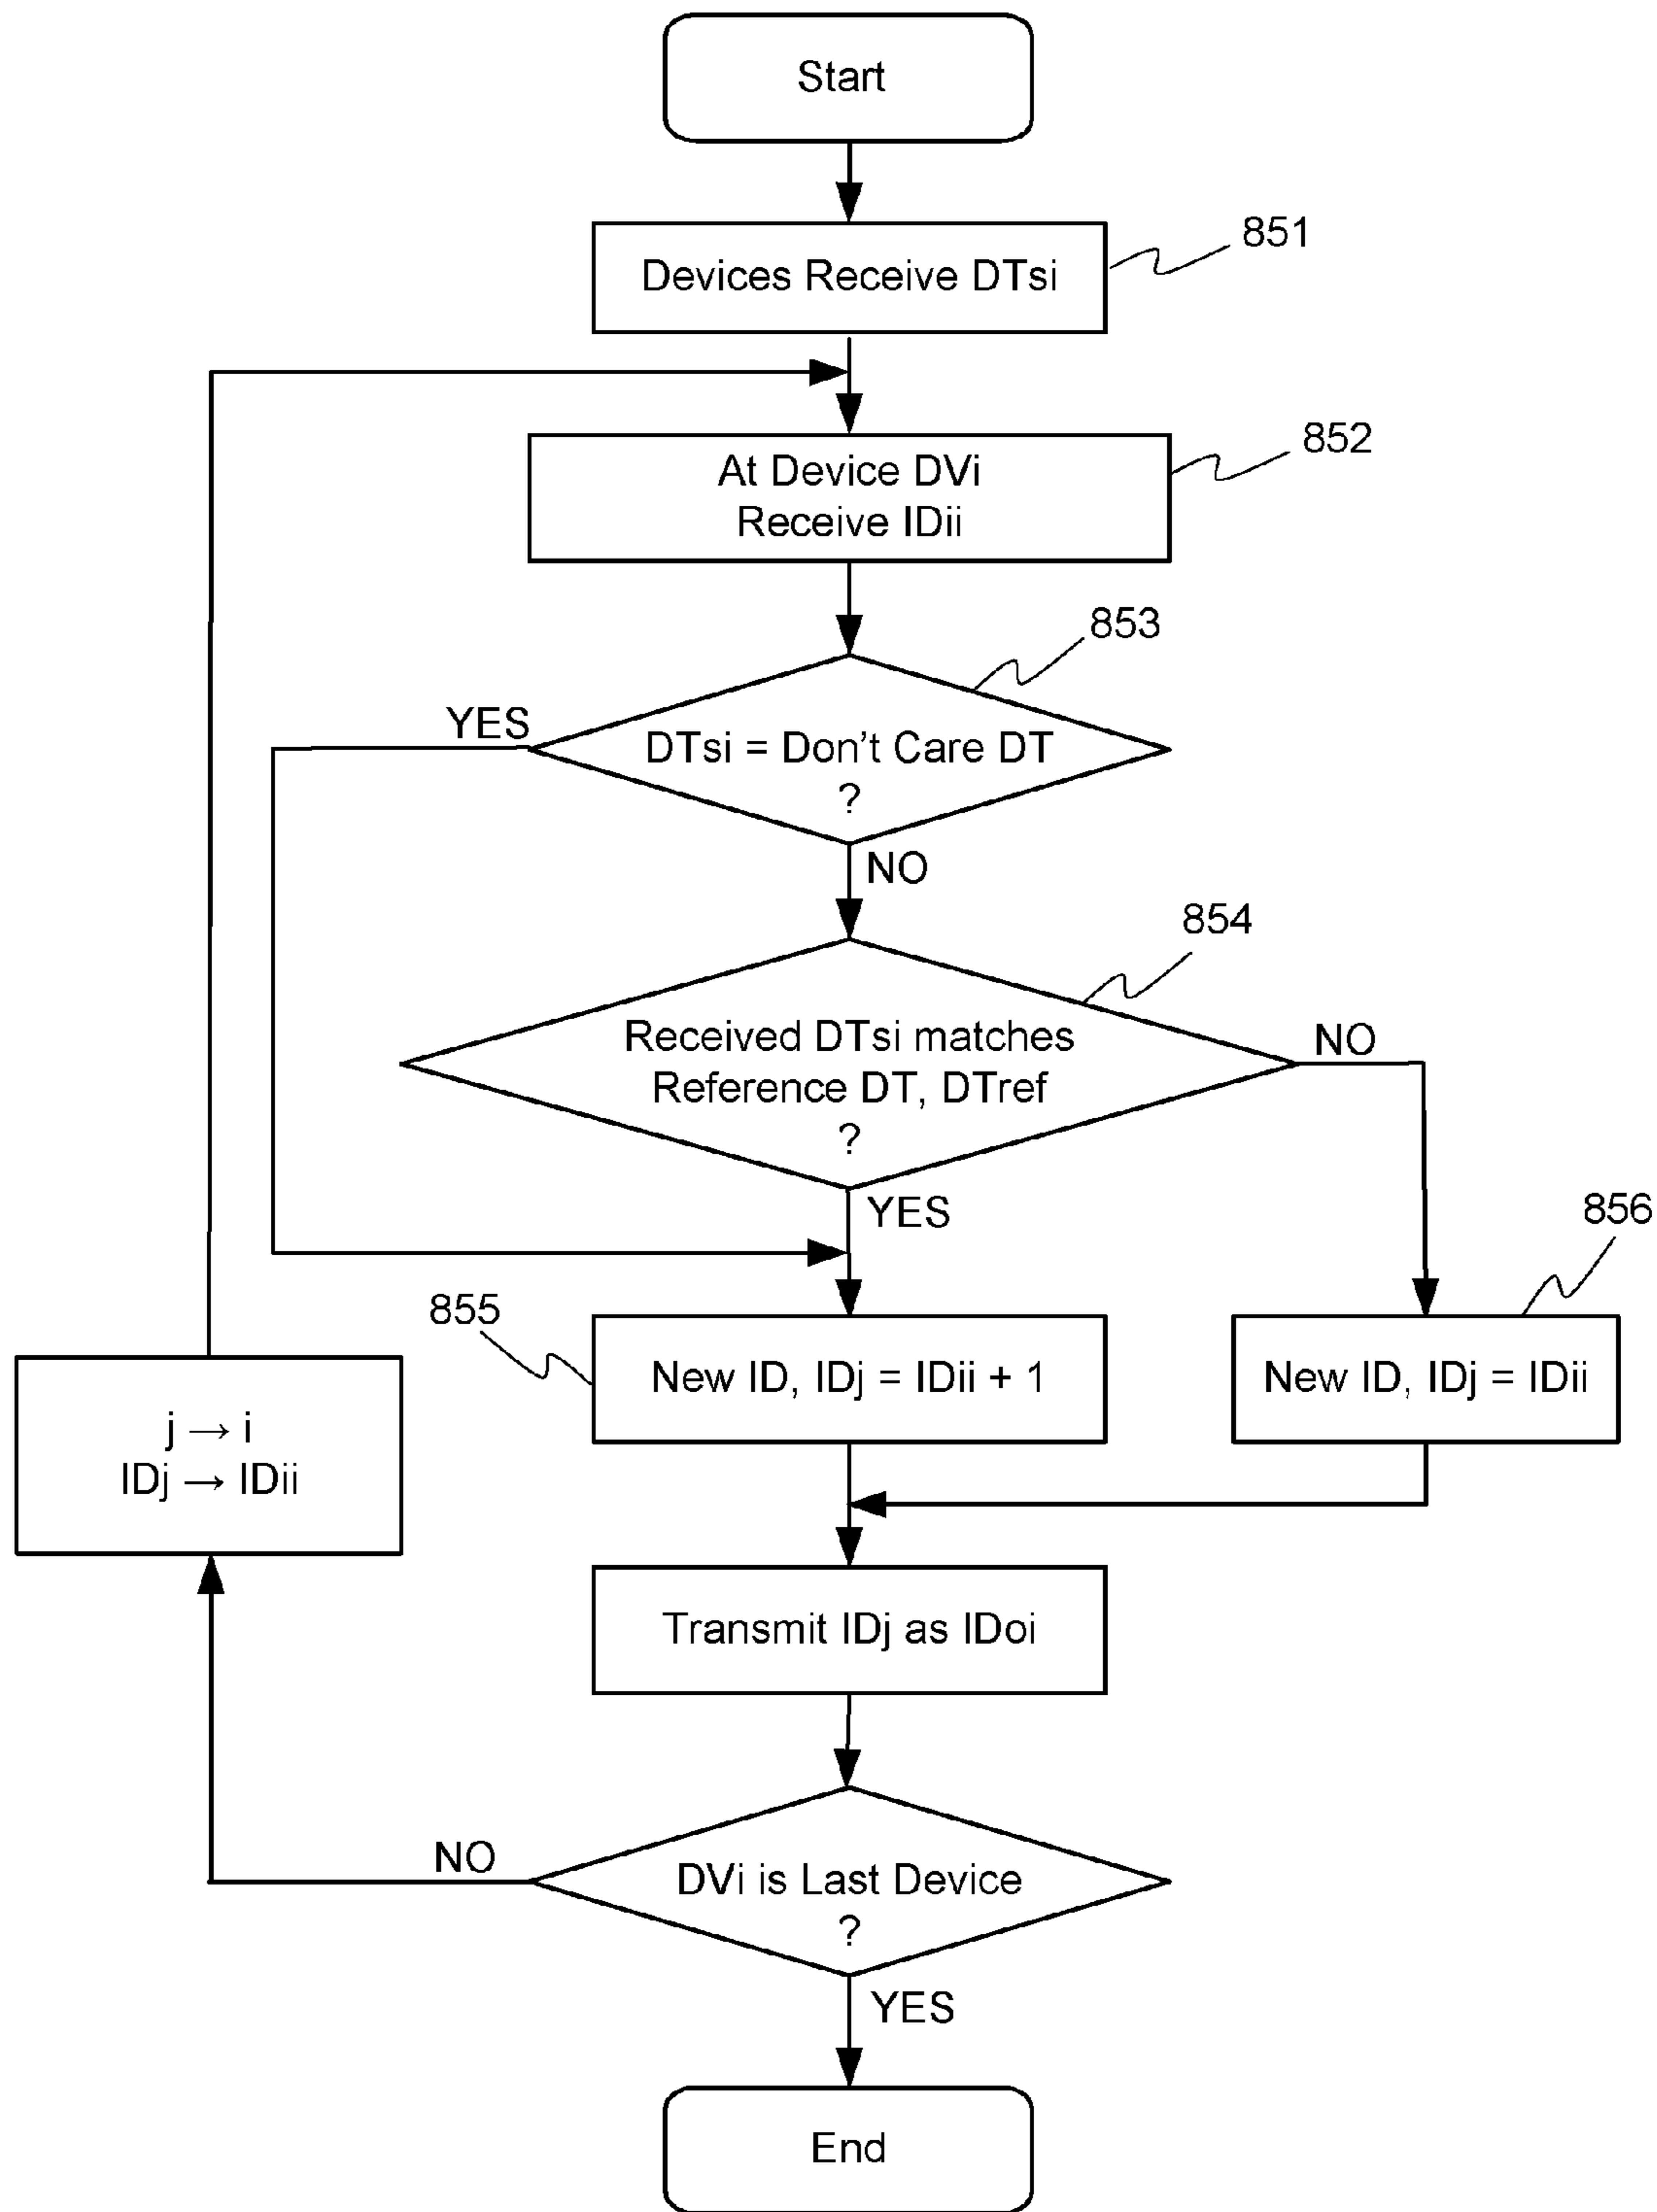 Start
851
Devices Receive DTsi
852
At Device DVi
Receive IDii
853
YES
DTsi = Don't Care DT
?
NO
854
Received DTsi matches
Reference DT, DTref
?
NO
YES
856
855
New ID, IDj = IDii + 1
New ID, IDj = IDii
j → i
IDj → IDii
Transmit IDj as IDoi
NO
DVi is Last Device
?
YES
End